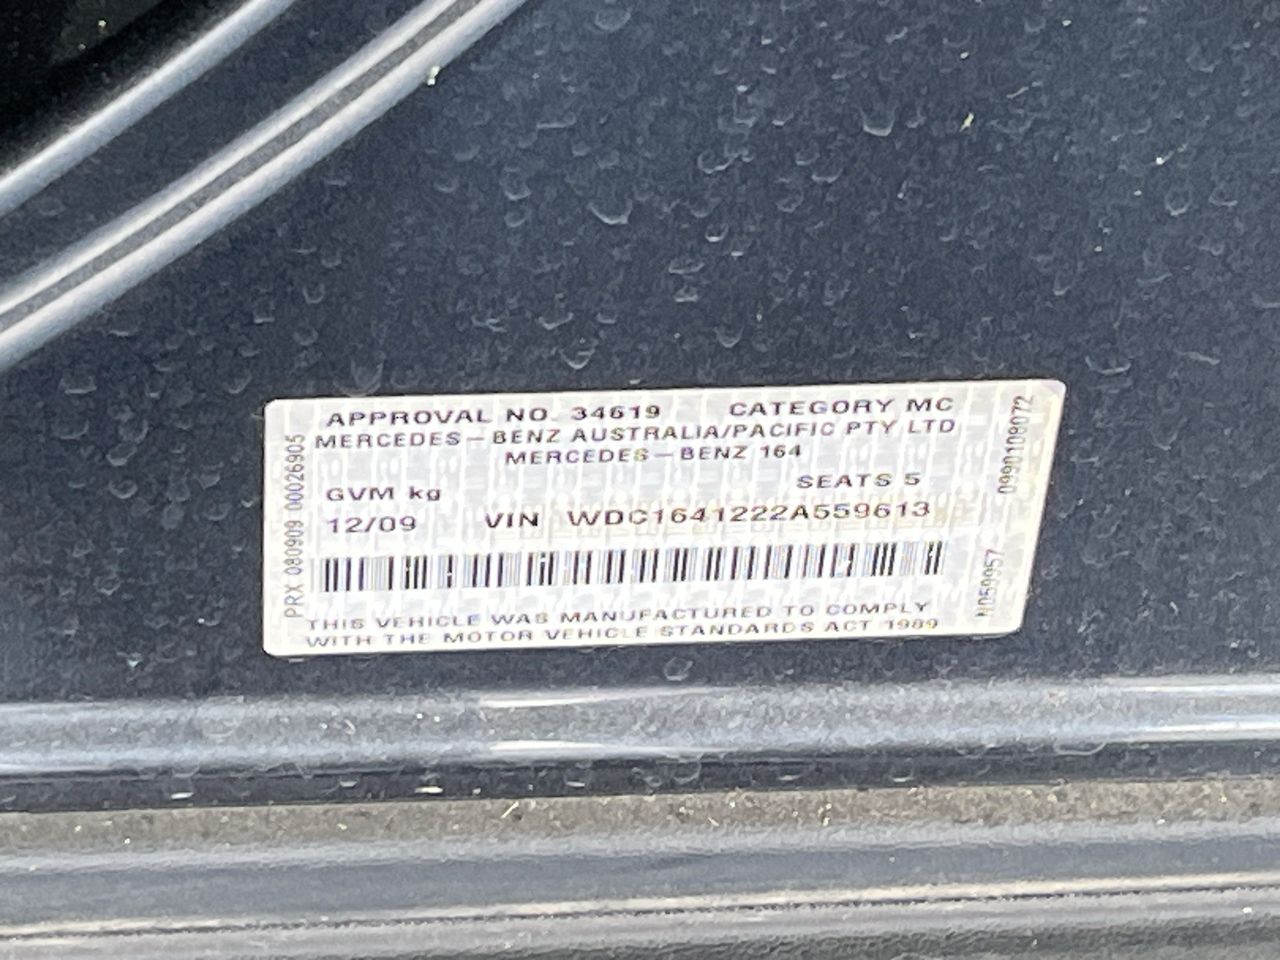 APPROVAL NO. 34619 CATEGORY MC
MERCEDES-BENZ AUSTRALIA/PACIFIC PTY LTD
MERCEDES-BENZ 164
GVM kg SEATS 5
12/09 VIN WDC1641222A559613
THIS VEHICLE WAS MANUFACTURED TO COMPLY
WITH THE MOTOR VEHICLE STANDARDS ACT 1989
PRX 080909 00026905
0990109072